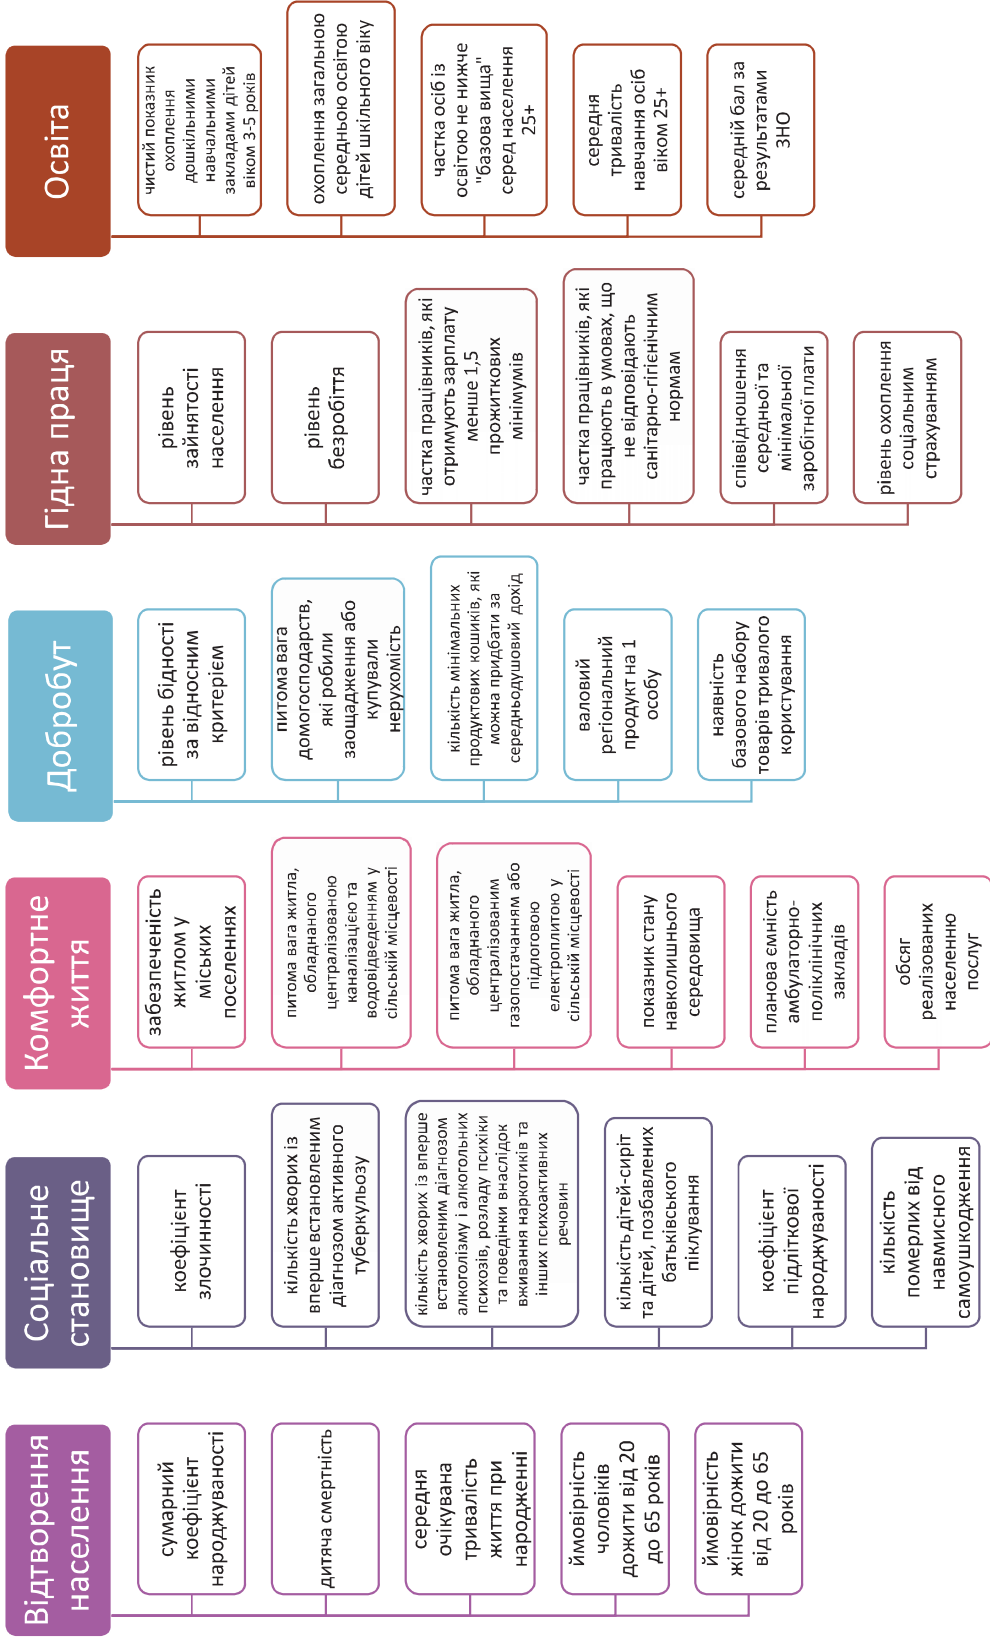 Відтворення
населення
сумарний
коефіцієнт
народжуваності
дитяча смертність
середня
очікувана
тривалість
життя при
народженні
ймовірність
чоловіків
дожити від 20
до 65 років
ймовірність
жінок дожити
від 20 до 65
років
Соціальне
становище
коефіцієнт
злочинності
кількість хворих із
вперше встановленим
діагнозом активного
туберкульозу
кількість хворих із вперше
встановленим діагнозом
алкоголізму і алкогольних
психозів, розладу психіки
та поведінки внаслідок
вживання наркотиків та
інших психоактивних
речовин
кількість дітей-сиріт
та дітей, позбавлених
батьківського
піклування
коефіцієнт
підліткової
народжуваності
кількість
померлих від
навмисного
самоушкодження
Комфортне
життя
забезпеченість
житлом у
міських
поселеннях
питома вага житла,
обладнаного
централізованою
каналізацією та
водовідведенням у
сільській місцевості
питома вага житла,
обладнаного
централізованим
газопостачанням або
підлоговою
електроплитою у
сільській місцевості
показник стану
навколишнього
середовища
планова ємність
амбулаторно-
поліклінічних
закладів
обсяг
реалізованих
населенню
послуг
Добробут
рівень бідності
за відносним
критерієм
питома вага
домогосподарств,
які робили
заощадження або
купували
нерухомість
кількість мінімальних
продуктових кошиків, які
можна придбати за
середньодушовий дохід
валовий
регіональний
продукт на 1
особу
наявність
базового набору
товарів тривалого
користування
Гідна праця
рівень
зайнятості
населення
рівень
безробіття
частка працівників, які
отримують зарплату
менше 1,5
прожиткових
мінімумів
частка працівників, які
працюють в умовах, що
не відповідають
санітарно-гігієнічним
нормам
співвідношення
середньої та
мінімальної
заробітної плати
рівень охоплення
соціальним
страхуванням
Освіта
чистий показник
охоплення
дошкільними
навчальними
закладами дітей
віком 3-5 років
охоплення загальною
середньою освітою
дітей шкільного віку
частка осіб із
освітою не нижче
"базова вища"
серед населення
25+
середня
тривалість
навчання осіб
віком 25+
середній бал за
результатами
ЗНО